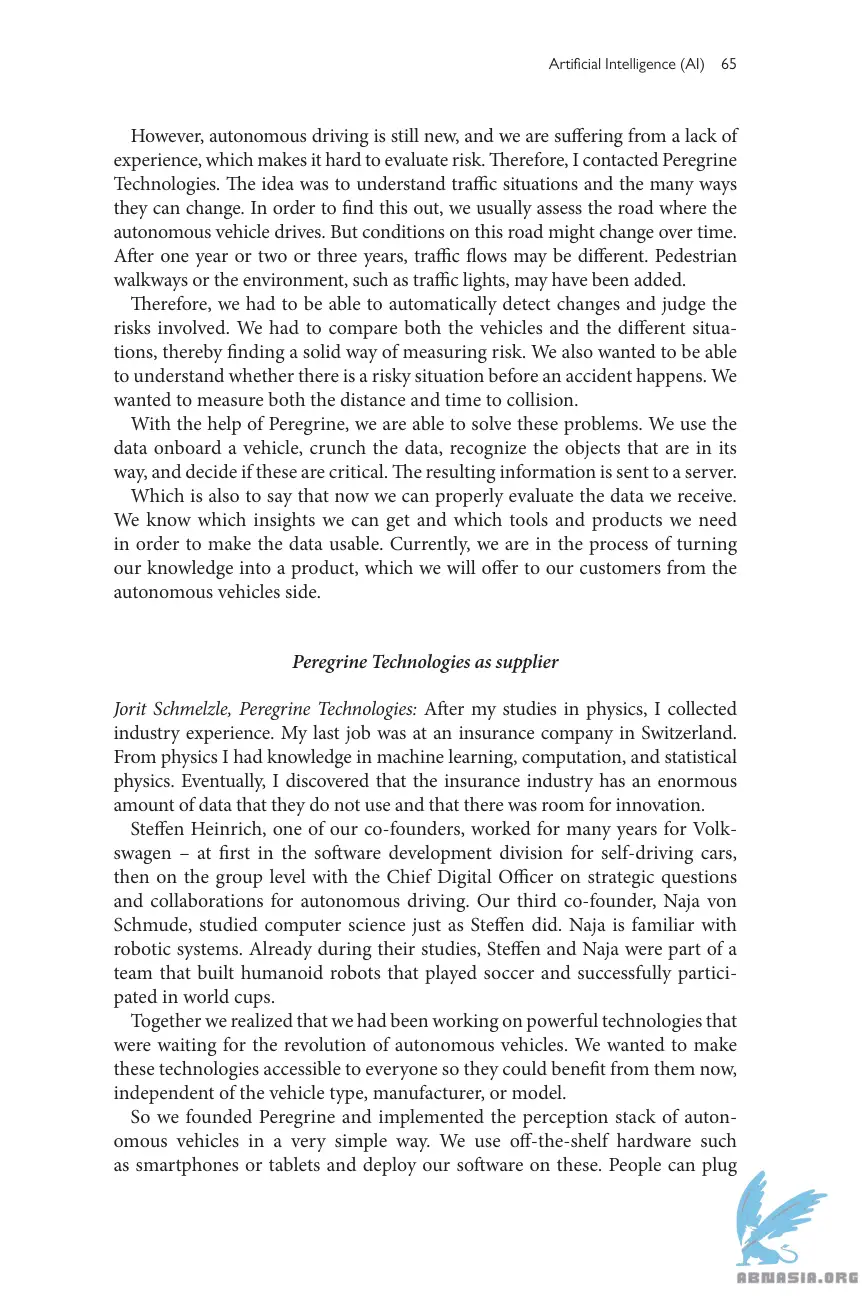 Artificial Intelligence (AI) 65
However, autonomous driving is still new, and we are suffering from a lack of
experience, which makes it hard to evaluate risk. Therefore, I contacted Peregrine
Technologies. The idea was to understand traffic situations and the many ways
they can change. In order to find this out, we usually assess the road where the
autonomous vehicle drives. But conditions on this road might change over time.
After one year or two or three years, traffic flows may be different. Pedestrian
walkways or the environment, such as traffic lights, may have been added.
Therefore, we had to be able to automatically detect changes and judge the
risks involved. We had to compare both the vehicles and the different situa-
tions, thereby finding a solid way of measuring risk. We also wanted to be able
to understand whether there is a risky situation before an accident happens. We
wanted to measure both the distance and time to collision.
With the help of Peregrine, we are able to solve these problems. We use the
data onboard a vehicle, crunch the data, recognize the objects that are in its
way, and decide if these are critical. The resulting information is sent to a server.
Which is also to say that now we can properly evaluate the data we receive.
We know which insights we can get and which tools and products we need
in order to make the data usable. Currently, we are in the process of turning
our knowledge into a product, which we will offer to our customers from the
autonomous vehicles side.
Peregrine Technologies as supplier
Jorit Schmelzle, Peregrine Technologies: After my studies in physics, I collected
industry experience. My last job was at an insurance company in Switzerland.
From physics I had knowledge in machine learning, computation, and statistical
physics. Eventually, I discovered that the insurance industry has an enormous
amount of data that they do not use and that there was room for innovation.
Steffen Heinrich, one of our co-founders, worked for many years for Volk-
swagen – at first in the software development division for self-driving cars,
then on the group level with the Chief Digital Officer on strategic questions
and collaborations for autonomous driving. Our third co-founder, Naja von
Schmude, studied computer science just as Steffen did. Naja is familiar with
robotic systems. Already during their studies, Steffen and Naja were part of a
team that built humanoid robots that played soccer and successfully partici-
pated in world cups.
Together we realized that we had been working on powerful technologies that
were waiting for the revolution of autonomous vehicles. We wanted to make
these technologies accessible to everyone so they could benefit from them now,
independent of the vehicle type, manufacturer, or model.
So we founded Peregrine and implemented the perception stack of auton-
omous vehicles in a very simple way. We use off-the-shelf hardware such
as smartphones or tablets and deploy our software on these. People can plug
ABNASIA.ORG